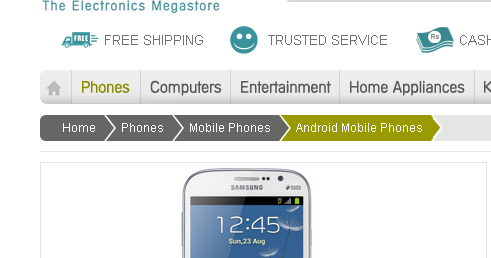 The Electronics Megastore
FREE SHIPPING TRUSTED SERVICE Rs CASH
Phones Computers Entertainment Home Appliances K
Home Phones Mobile Phones Android Mobile Phones
SAMSUNG DUOS
12:45
Sun,23 Aug